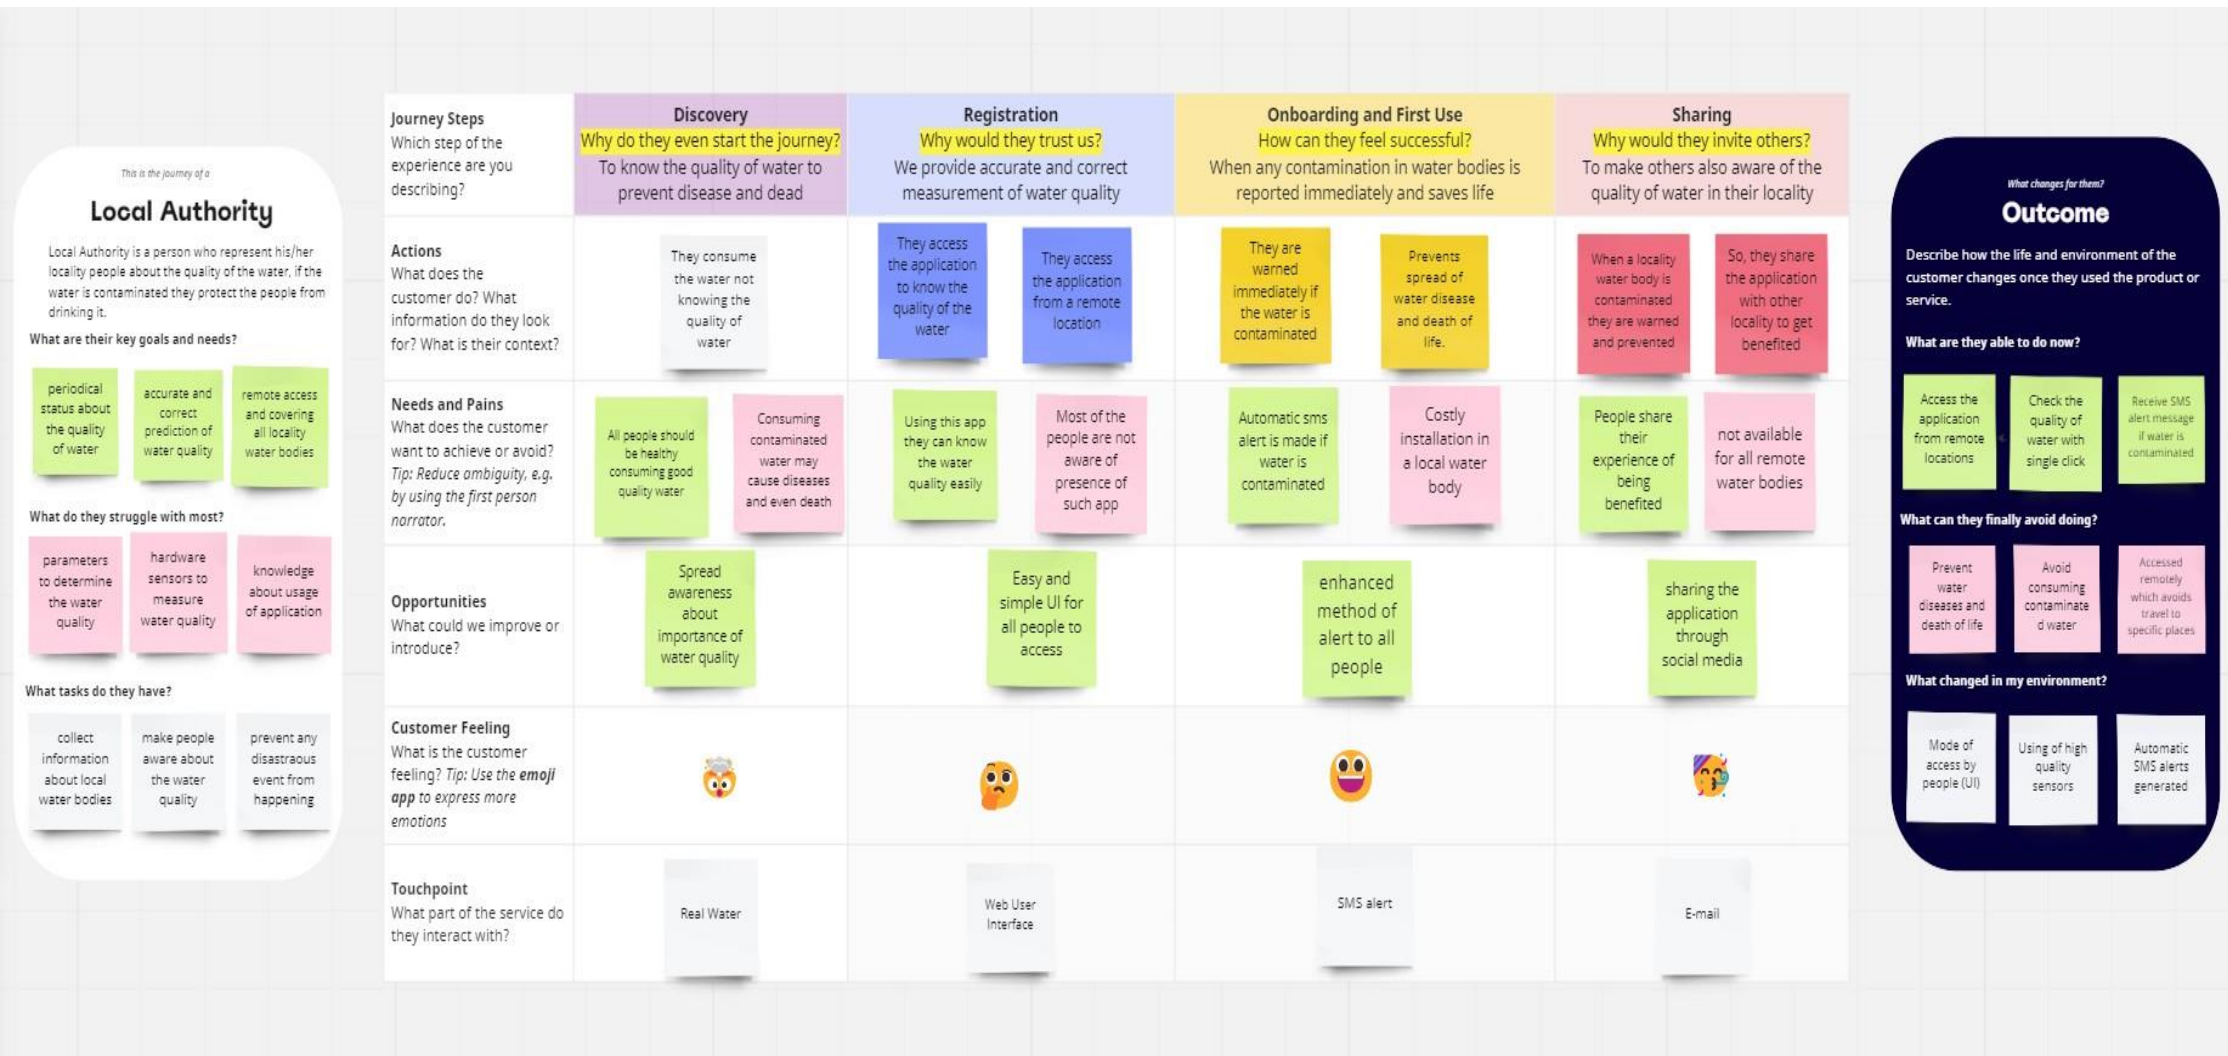 This is the journey of a
Local Authority
Local Authority is a person who represent his/her
locality people about the quality of the water, if the
water is contaminated they protect the people from
drinking it.
What are their key goals and needs?
periodical
status about
the quality
of water
accurate and
correct
prediction of
water quality
remote access
and covering
all locality
water bodies
What do they struggle with most?
parameters
to determine
the water
quality
hardware
sensors to
measure
water quality
knowledge
about usage
of application
What tasks do they have?
collect
information
about local
water bodies
make people
aware about
the water
quality
prevent any
disastraous
event from
happening
Journey Steps
Which step of the
experience are you
describing?
Discovery
Why do they even start the journey?
To know the quality of water to
prevent disease and dead
Registration
Why would they trust us?
We provide accurate and correct
measurement of water quality
Onboarding and First Use
How can they feel successful?
When any contamination in water bodies is
reported immediately and saves life
Sharing
Why would they invite others?
To make others also aware of the
quality of water in their locality
Actions
What does the
customer do? What
information do they look
for? What is their context?
They consume
the water not
knowing the
quality of
water
They access
the application
to know the
quality of the
water
They access
the application
from a remote
location
They are
warned
immediately if
the water is
contaminated
Prevents
spread of
water disease
and death of
life.
When a locality
water body is
contaminated
they are warned
and prevented
So, they share
the application
with other
locality to get
benefited
Needs and Pains
What does the customer
want to achieve or avoid?
Tip: Reduce ambiguity, e.g.
by using the first person
narrator.
All people should
be healthy
consuming good
quality water
Consuming
contaminated
water may
cause diseases
and even death
Using this app
they can know
the water
quality easily
Most of the
people are not
aware of
presence of
such app
Automatic sms
alert is made if
water is
contaminated
Costly
installation in
a local water
body
People share
their
experience of
being
benefited
not available
for all remote
water bodies
Opportunities
What could we improve or
introduce?
Spread
awareness
about
importance of
water quality
Easy and
simple UI for
all people to
access
enhanced
method of
alert to all
people
sharing the
application
through
social media
Customer Feeling
What is the customer
feeling? Tip: Use the emoji
app to express more
emotions
Touchpoint
What part of the service do
they interact with?
Real Water
Web User
Interface
SMS alert
E-mail
What changes for them?
Outcome
Describe how the life and environment of the
customer changes once they used the product or
service.
What are they able to do now?
Access the
application
from remote
locations
Check the
quality of
water with
single click
Receive SMS
alert message
if water is
contaminated
What can they finally avoid doing?
Prevent
water
diseases and
death of life
Avoid
consuming
contaminate
d water
Accessed
remotely
which avoids
travel to
specific places
What changed in my environment?
Mode of
access by
people (UI)
Using of high
quality
sensors
Automatic
SMS alerts
generated